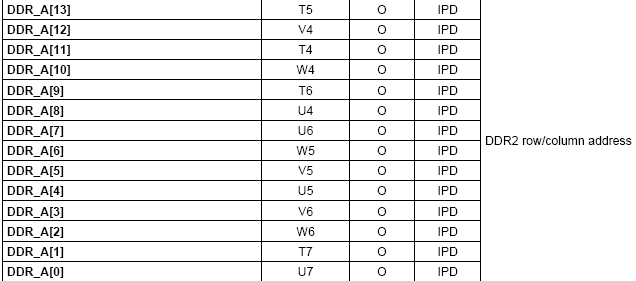 DDR_A[13] T5 O IPD
DDR_A[12] V4 O IPD
DDR_A[11] T4 O IPD
DDR_A[10] W4 O IPD
DDR_A[9] T6 O IPD
DDR_A[8] U4 O IPD
DDR_A[7] U6 O IPD
DDR2 row/column address
DDR_A[6] W5 O IPD
DDR_A[5] V5 O IPD
DDR_A[4] U5 O IPD
DDR_A[3] V6 O IPD
DDR_A[2] W6 O IPD
DDR_A[1] T7 O IPD
DDR_A[0] U7 O IPD